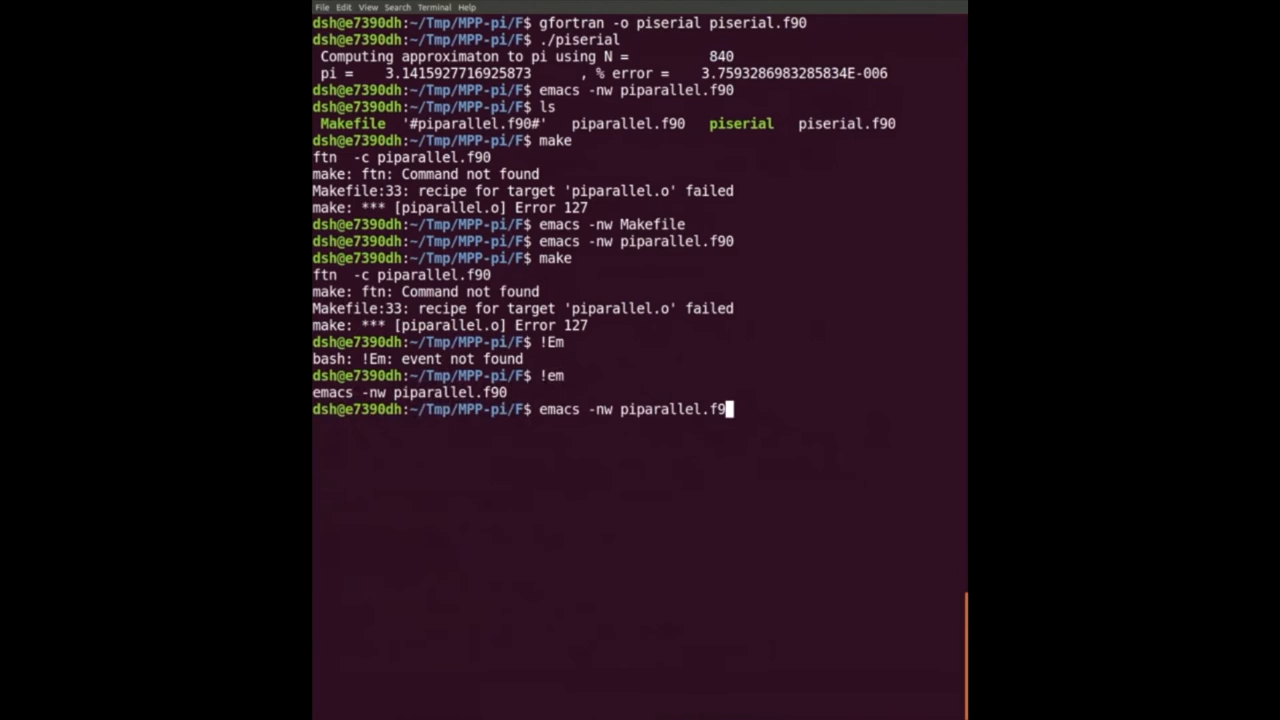 File Edit View Search Terminal Help
dsh@e7390dh:~/Tmp/MPP-pi/F$ gfortran -o piserial piserial.f90
dsh@e7390dh:~/Tmp/MPP-pi/F$ ./piserial
Computing approximaton to pi using N = 840
pi = 3.1415927716925873 , % error = 3.7593286983285834E-006
dsh@e7390dh:~/Tmp/MPP-pi/F$ emacs -nw piparallel.f90
dsh@e7390dh:~/Tmp/MPP-pi/F$ ls
Makefile '#piparallel.f90#' piparallel.f90 piserial piserial.f90
dsh@e7390dh:~/Tmp/MPP-pi/F$ make
ftn -c piparallel.f90
make: ftn: Command not found
Makefile:33: recipe for target 'piparallel.o' failed
make: *** [piparallel.o] Error 127
dsh@e7390dh:~/Tmp/MPP-pi/F$ emacs -nw Makefile
dsh@e7390dh:~/Tmp/MPP-pi/F$ emacs -nw piparallel.f90
dsh@e7390dh:~/Tmp/MPP-pi/F$ make
ftn -c piparallel.f90
make: ftn: Command not found
Makefile:33: recipe for target 'piparallel.o' failed
make: *** [piparallel.o] Error 127
dsh@e7390dh:~/Tmp/MPP-pi/F$ !Em
bash: !Em: event not found
dsh@e7390dh:~/Tmp/MPP-pi/F$ !em
emacs -nw piparallel.f90
dsh@e7390dh:~/Tmp/MPP-pi/F$ emacs -nw piparallel.f9